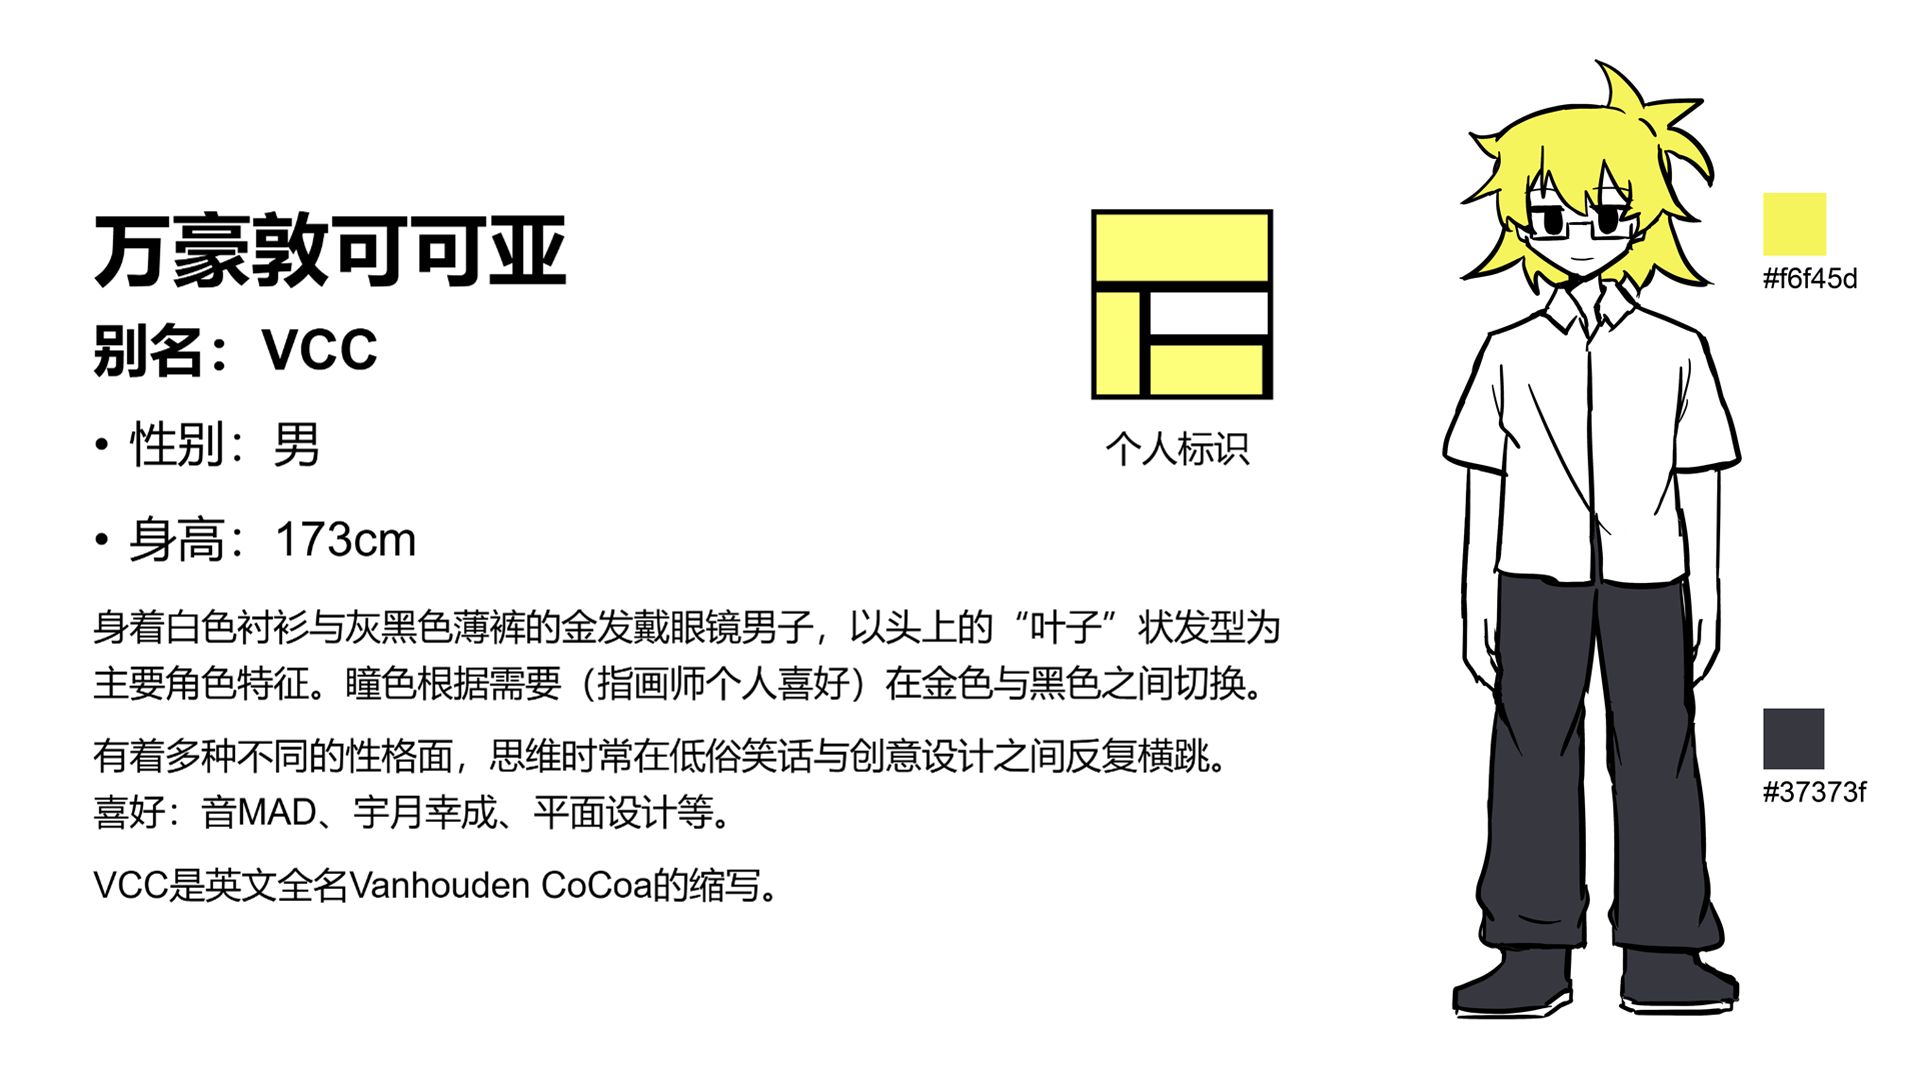 万豪敦可可亚
别名：VCC
• 性别：男
• 身高：173cm
身着白色衬衫与灰黑色薄裤的金发戴眼镜男子，以头上的“叶子”状发型为
主要角色特征。瞳色根据需要（指画师个人喜好）在金色与黑色之间切换。
有着多种不同的性格面，思维时常在低俗笑话与创意设计之间反复横跳。
喜好：音MAD、宇月幸成、平面设计等。
VCC是英文全名Vanhouden CoCoa的缩写。
个人标识
#f6f45d
#37373f